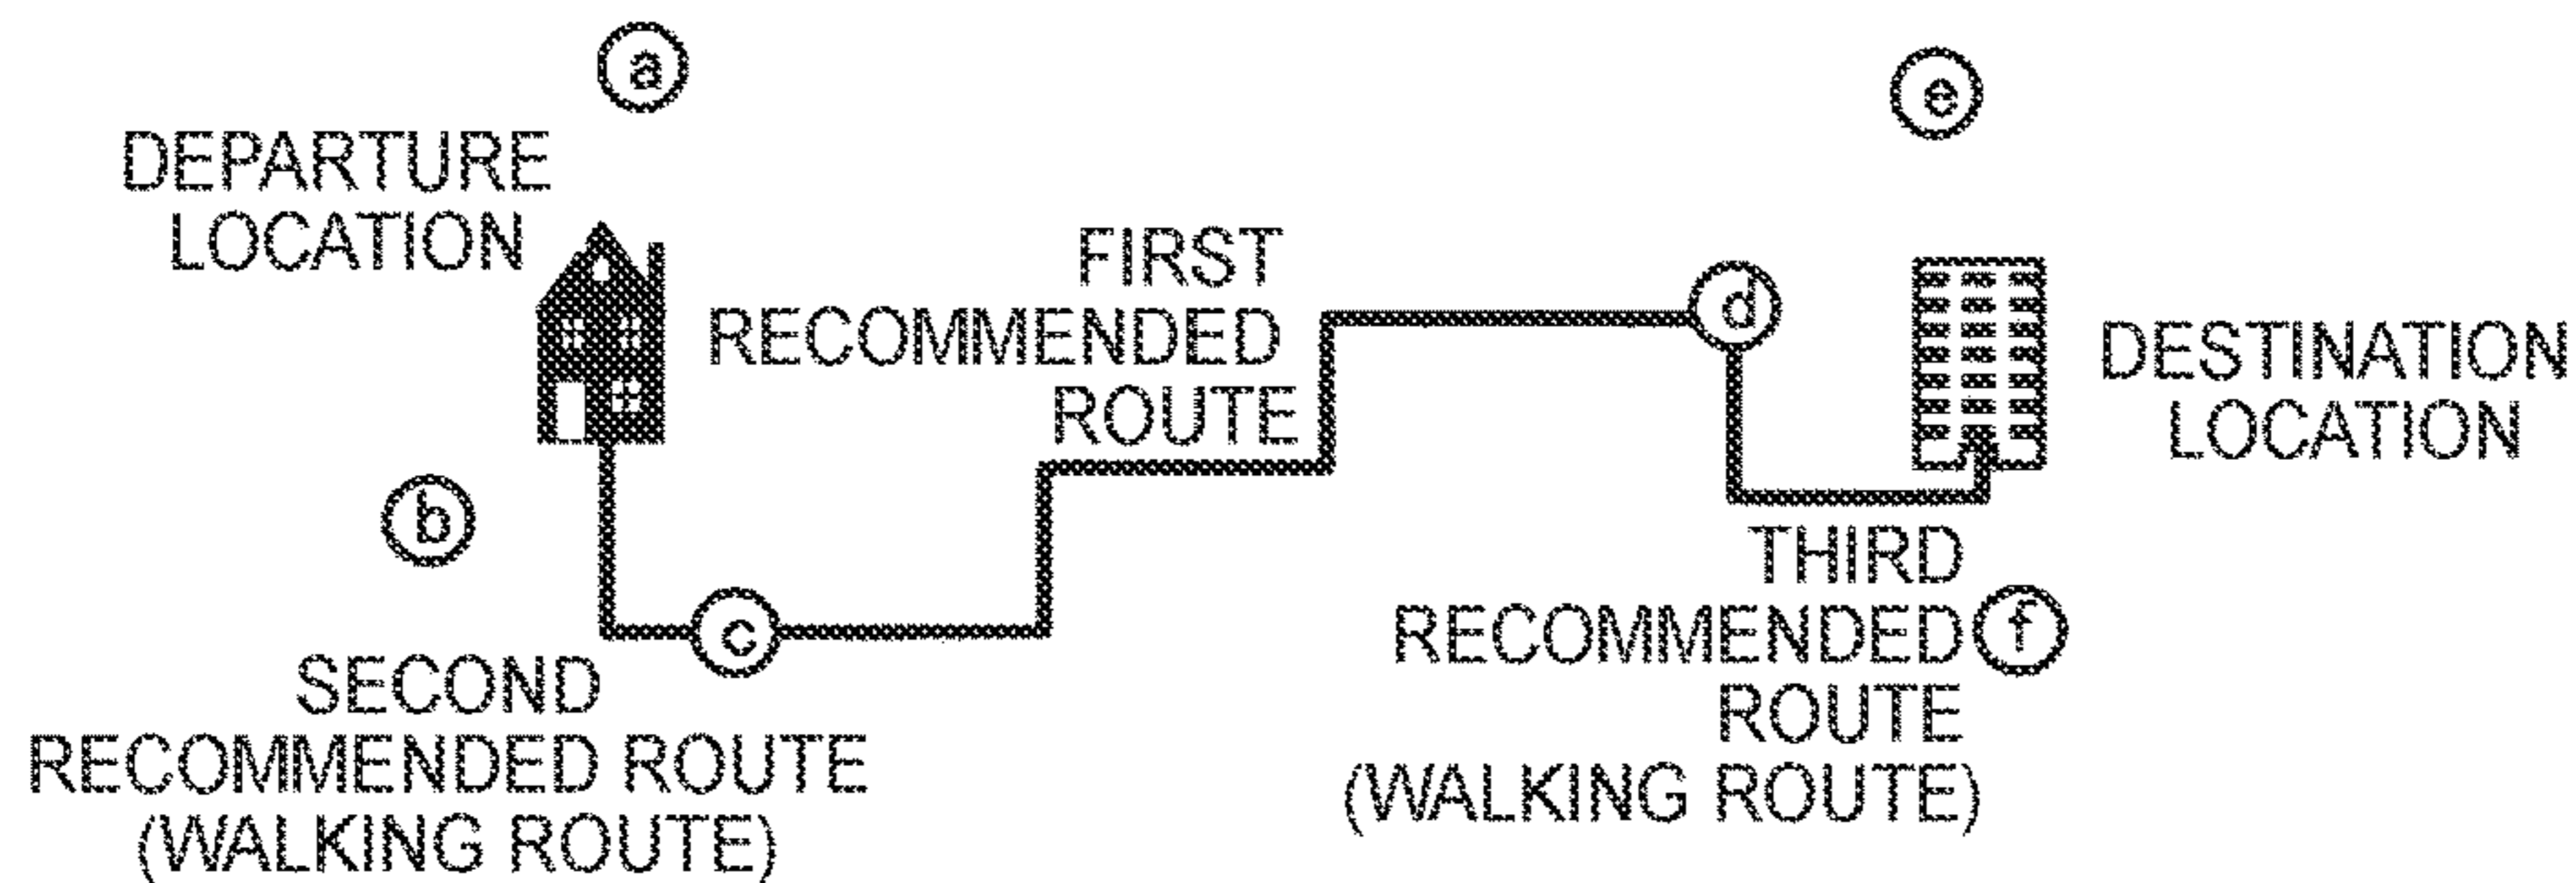 a
e
DEPARTURE
LOCATION
FIRST
RECOMMENDED
ROUTE
d
DESTINATION
LOCATION
b
c
SECOND
RECOMMENDED ROUTE
(WALKING ROUTE)
THIRD
RECOMMENDED
ROUTE
(WALKING ROUTE)
f